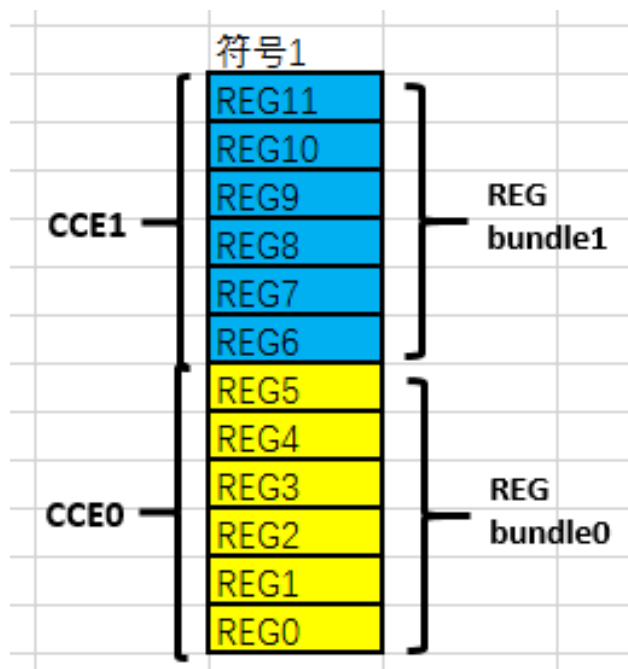 符号1
REG11
REG10
REG9
REG8
REG7
REG6
REG5
REG4
REG3
REG2
REG1
REG0
CCE1
CCE0
REG
bundle1
REG
bundle0